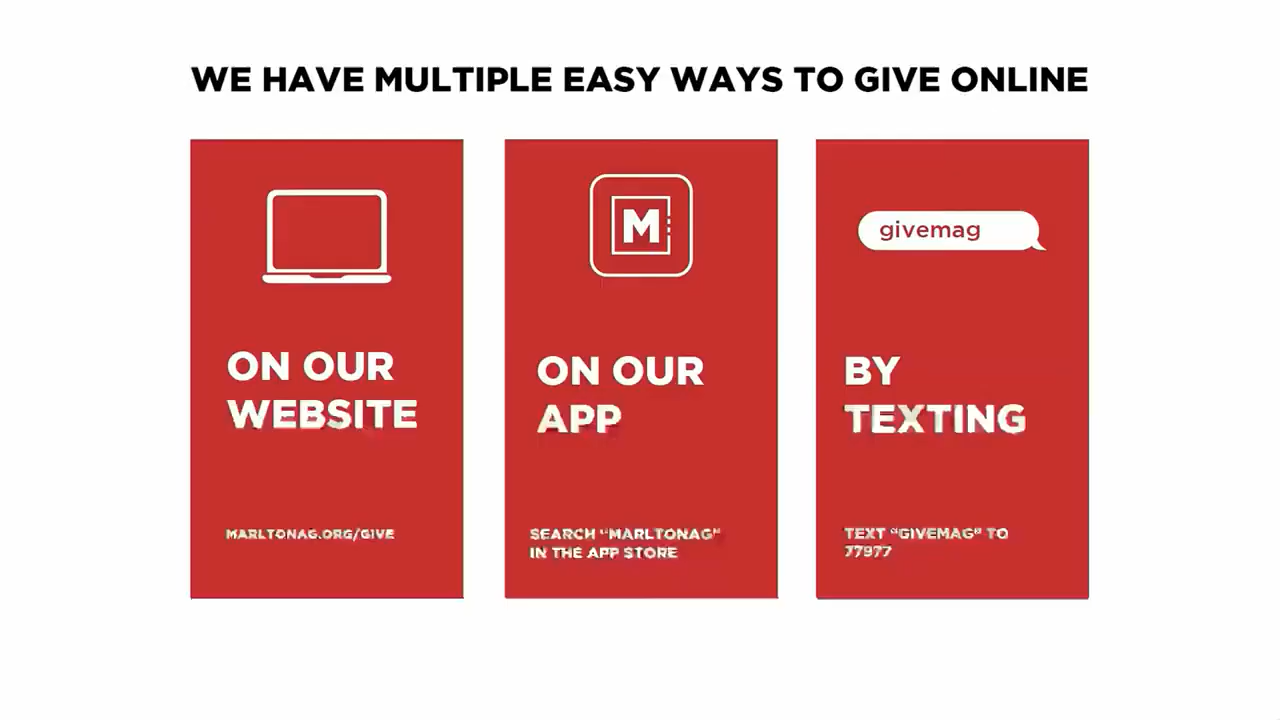 WE HAVE MULTIPLE EASY WAYS TO GIVE ONLINE
M
givemag
ON OUR
WEBSITE
ON OUR
APP
BY
TEXTING
MARLTONAG.ORG/GIVE
SEARCH "MARLTONAG"
IN THE APP STORE
TEXT "GIVEMAG" TO
77977